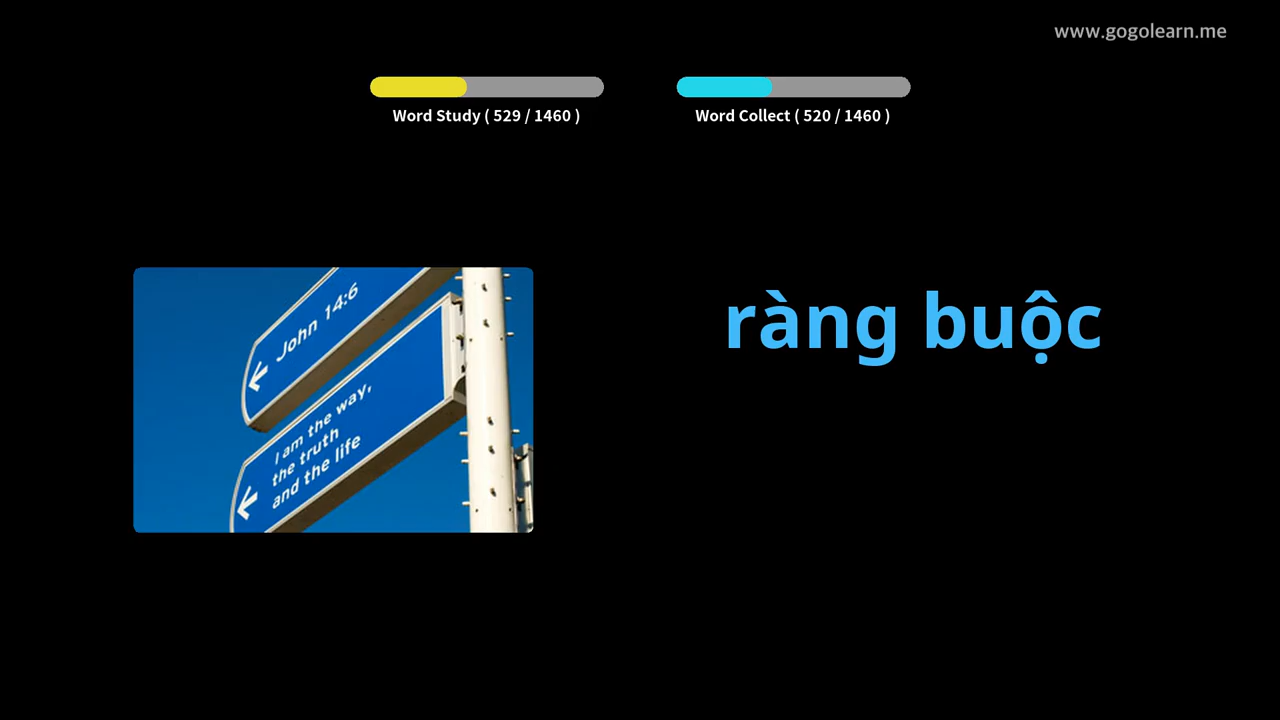 www.gogolearn.me
Word Study ( 529 / 1460 )
Word Collect ( 520 / 1460 )
John 14:6
I am the way,
the truth
and the life
ràng buộc